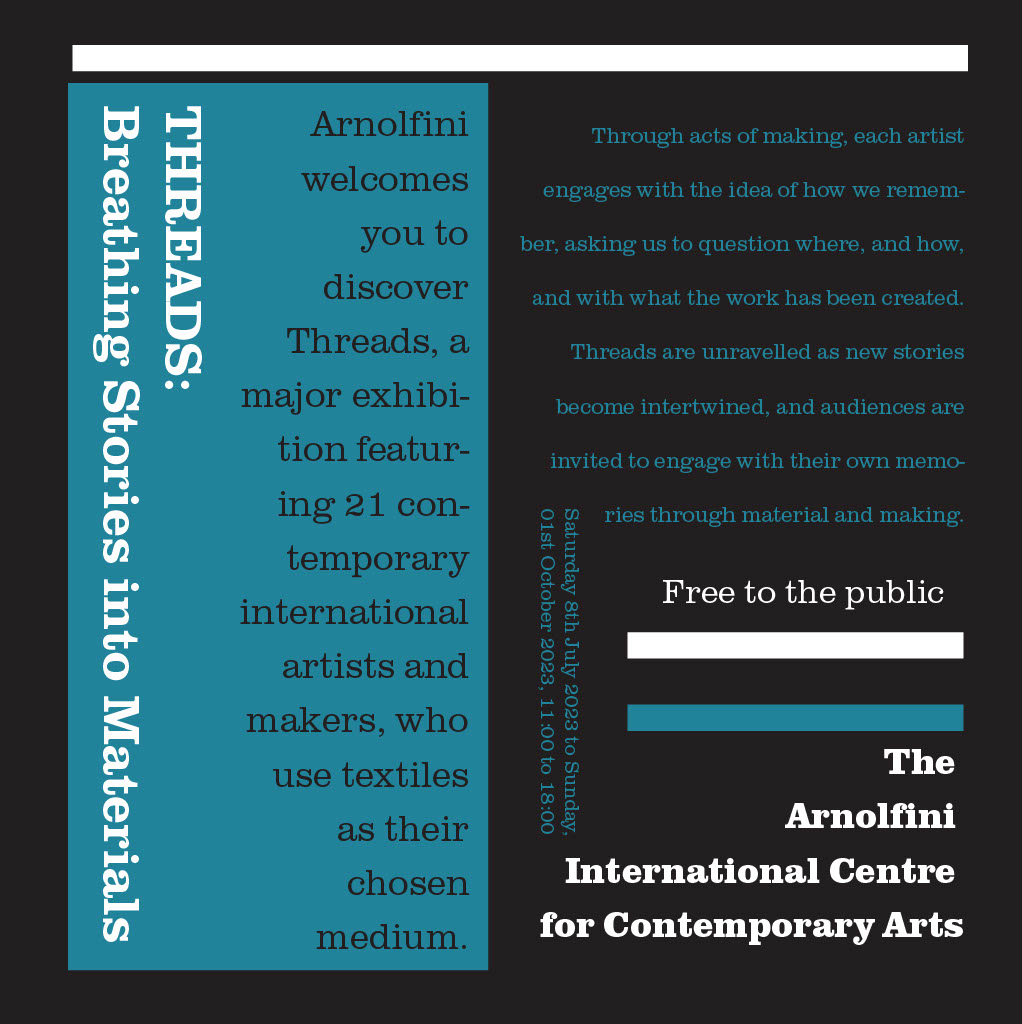 THREADS:
Breathing Stories into Materials
Arnolfini
welcomes
you to
discover
Threads, a
major exhibi-
tion featur-
ing 21 con-
temporary
international
artists and
makers, who
use textiles
as their
chosen
medium.
Through acts of making, each artist
engages with the idea of how we remem-
ber, asking us to question where, and how,
and with what the work has been created.
Threads are unravelled as new stories
become intertwined, and audiences are
invited to engage with their own memo-
ries through material and making.
Saturday 8th July 2023 to Sunday,
01st October 2023, 11:00 to 18:00
Free to the public
The
Arnolfini
International Centre
for Contemporary Arts